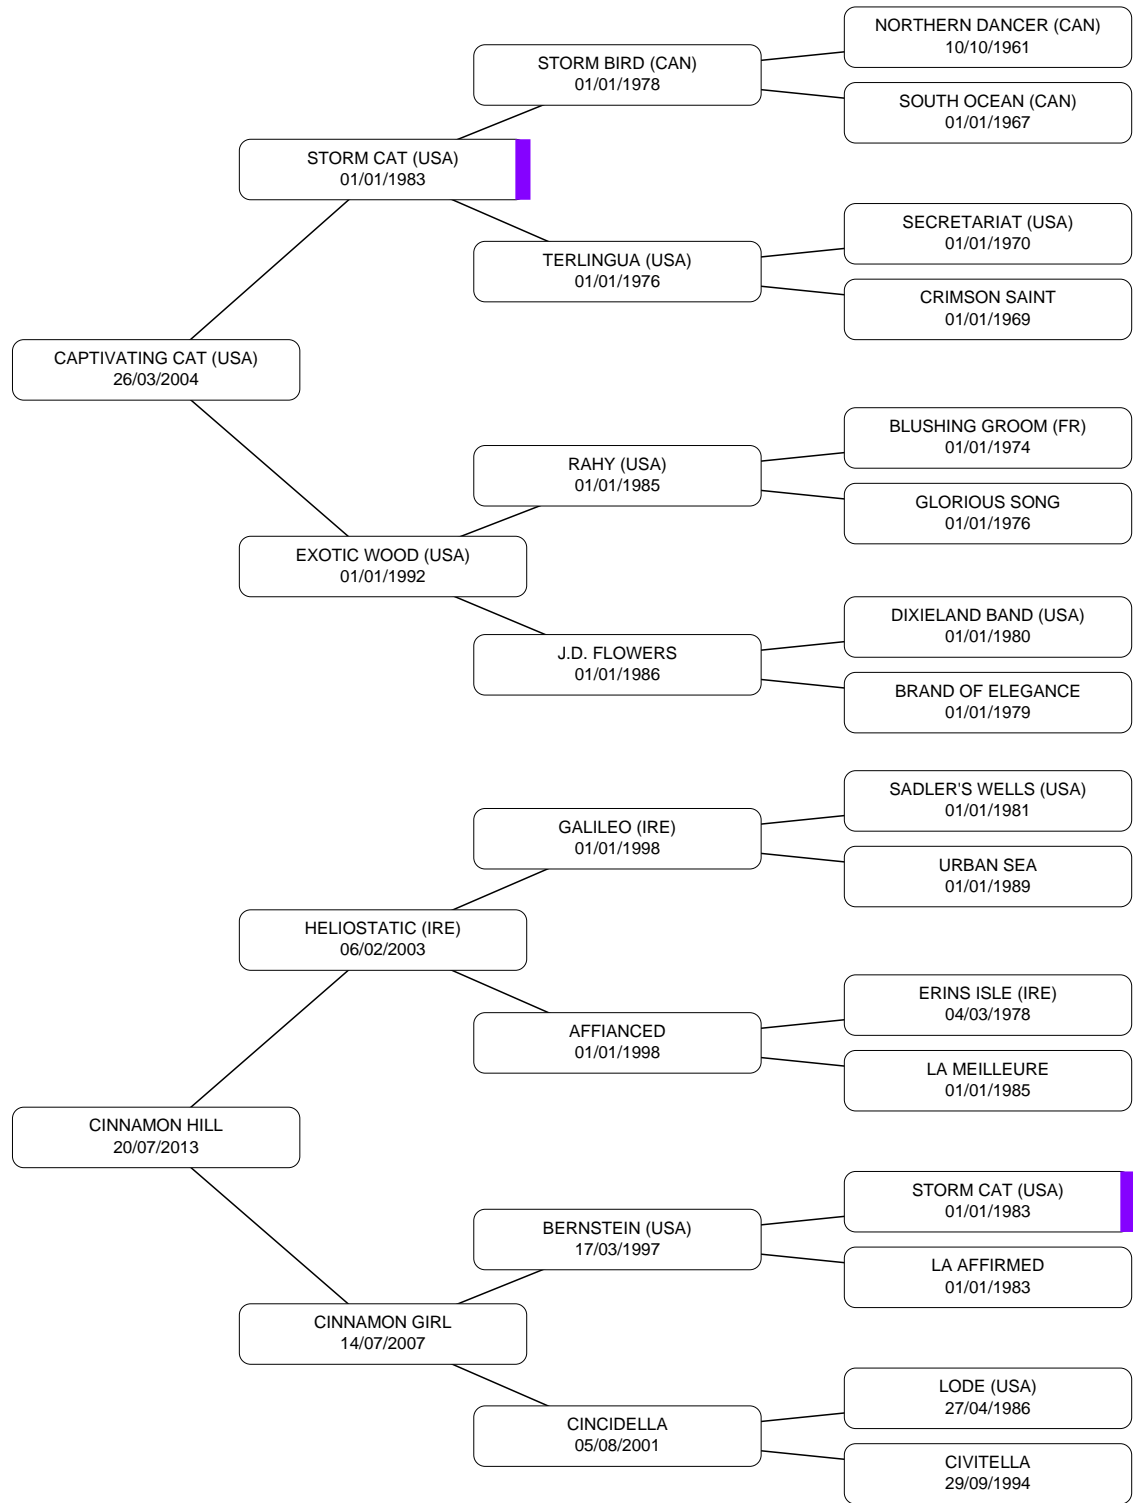 NORTHERN DANCER (CAN)
10/10/1961
STORM BIRD (CAN)
01/01/1978
SOUTH OCEAN (CAN)
01/01/1967
STORM CAT (USA)
01/01/1983
SECRETARIAT (USA)
01/01/1970
TERLINGUA (USA)
01/01/1976
CRIMSON SAINT
01/01/1969
CAPTIVATING CAT (USA)
26/03/2004
BLUSHING GROOM (FR)
01/01/1974
RAHY (USA)
01/01/1985
GLORIOUS SONG
01/01/1976
EXOTIC WOOD (USA)
01/01/1992
DIXIELAND BAND (USA)
01/01/1980
J.D. FLOWERS
01/01/1986
BRAND OF ELEGANCE
01/01/1979
SADLER'S WELLS (USA)
01/01/1981
GALILEO (IRE)
01/01/1998
URBAN SEA
01/01/1989
HELIOSTATIC (IRE)
06/02/2003
ERINS ISLE (IRE)
04/03/1978
AFFIANCED
01/01/1998
LA MEILLEURE
01/01/1985
CINNAMON HILL
20/07/2013
STORM CAT (USA)
01/01/1983
BERNSTEIN (USA)
17/03/1997
LA AFFIRMED
01/01/1983
CINNAMON GIRL
14/07/2007
LODE (USA)
27/04/1986
CINCIDELLA
05/08/2001
CIVITELLA
29/09/1994